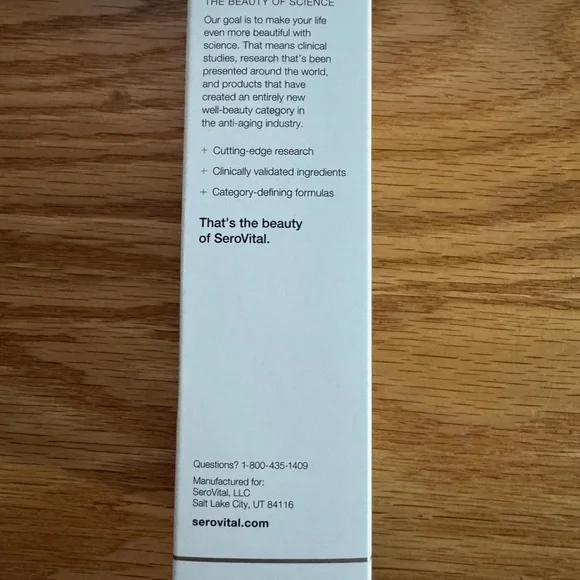 THE BEAUTY OF SCIENCE
Our goal is to make your life
even more beautiful with
science. That means clinical
studies, research that's been
presented around the world,
and products that have
created an entirely new
well-beauty category in
the anti-aging industry.
+ Cutting-edge research
+ Clinically validated ingredients
+ Category-defining formulas
That's the beauty
of SeroVital.
Questions? 1-800-435-1409
Manufactured for:
SeroVital, LLC
Salt Lake City, UT 84116
serovital.com